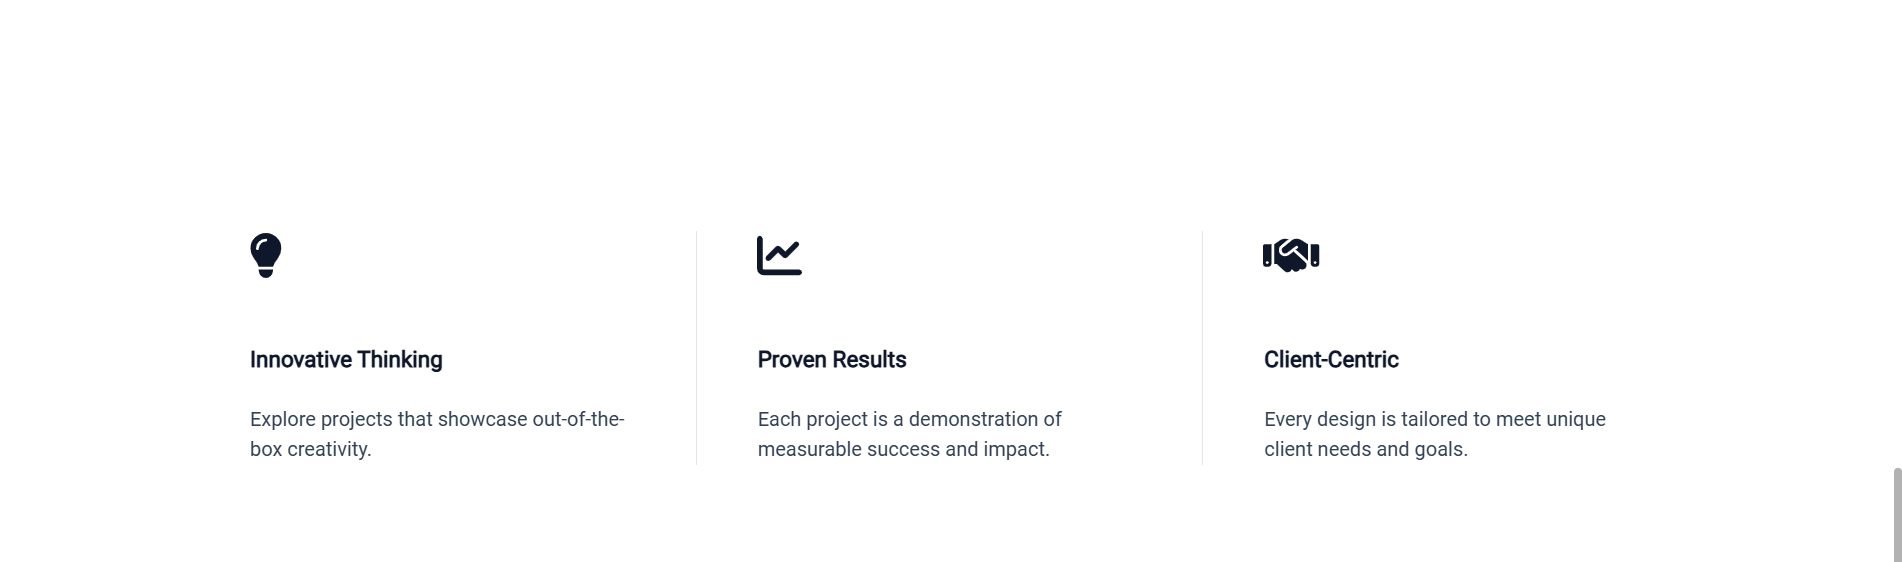 Innovative Thinking
Explore projects that showcase out-of-the-
box creativity.
Proven Results
Each project is a demonstration of
measurable success and impact.
Client-Centric
Every design is tailored to meet unique
client needs and goals.